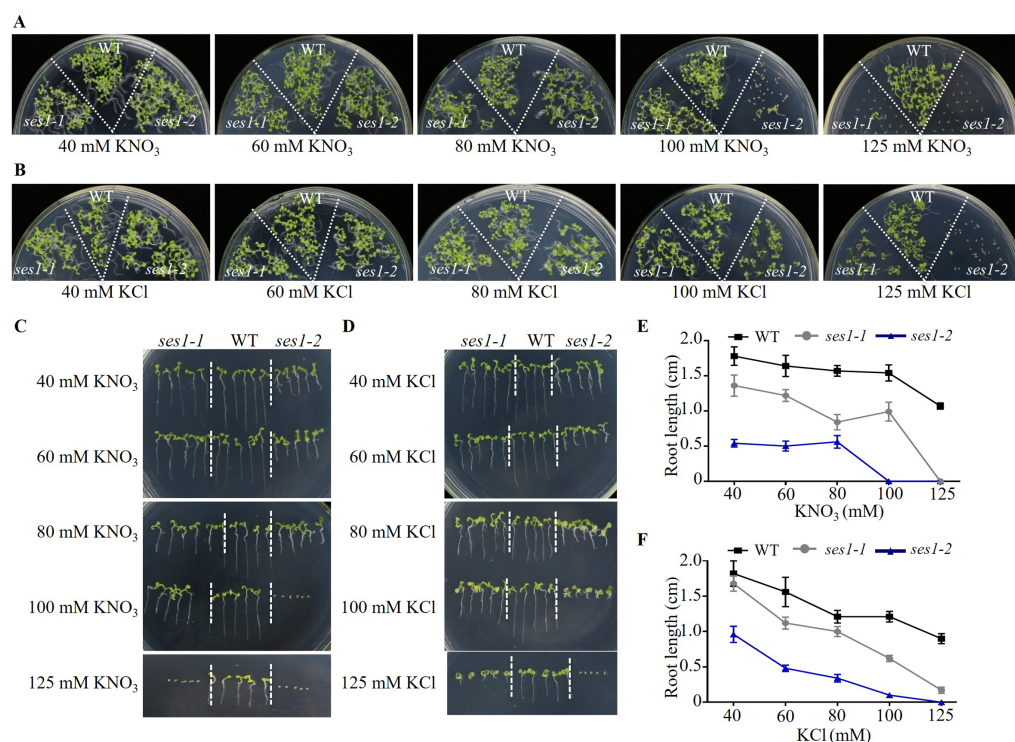 A
WT WT WT WT WT
ses1-1 ses1-2 ses1-1 ses1-2 ses1-1 ses1-2 ses1-1 ses1-2 ses1-1 ses1-2
40 mM KNO₃ 60 mM KNO₃ 80 mM KNO₃ 100 mM KNO₃ 125 mM KNO₃
B
WT WT WT WT WT
ses1-1 ses1-2 ses1-1 ses1-2 ses1-1 ses1-2 ses1-1 ses1-2 ses1-1 ses1-2
40 mM KCl 60 mM KCl 80 mM KCl 100 mM KCl 125 mM KCl
C
ses1-1 WT ses1-2
40 mM KNO₃
60 mM KNO₃
80 mM KNO₃
100 mM KNO₃
125 mM KNO₃
D
ses1-1 WT ses1-2
40 mM KCl
60 mM KCl
80 mM KCl
100 mM KCl
125 mM KCl
E
WT ses1-1 ses1-2
Root length (cm)
2.0
1.5
1.0
0.5
0
40 60 80 100 125
KNO₃ (mM)
F
WT ses1-1 ses1-2
Root length (cm)
2.0
1.5
1.0
0.5
0
40 60 80 100 125
KCl (mM)